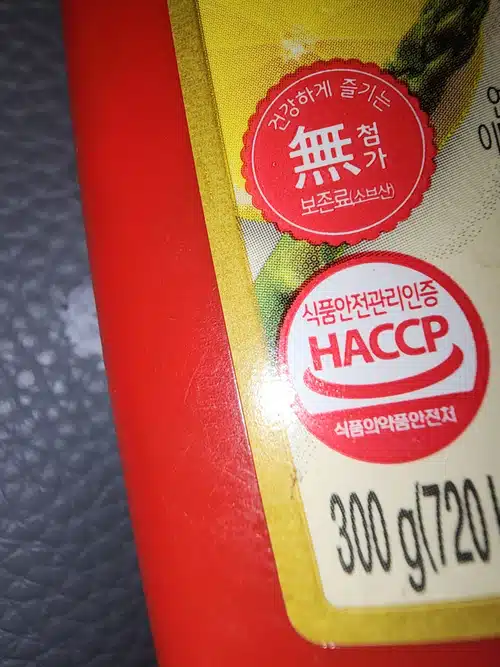 건강하게 즐기는
無 첨가
보존료(소브산)
식품안전관리인증
HACCP
식품의약품안전처
300 g(720